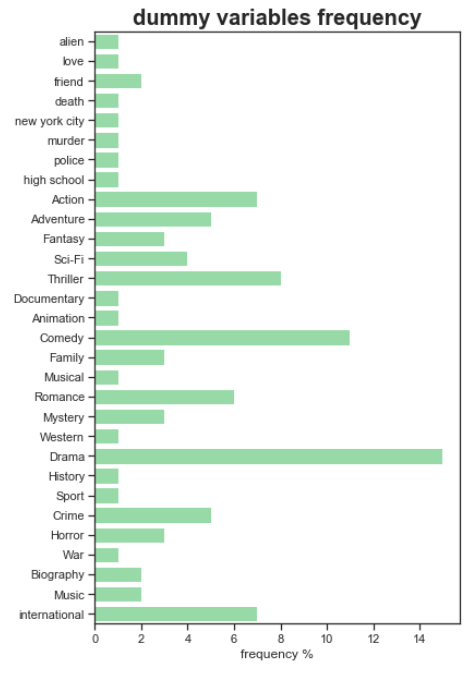 dummy variables frequency
alien
love
friend
death
new york city
murder
police
high school
Action
Adventure
Fantasy
Sci-Fi
Thriller
Documentary
Animation
Comedy
Family
Musical
Romance
Mystery
Western
Drama
History
Sport
Crime
Horror
War
Biography
Music
international
0 2 4 6 8 10 12 14
frequency %